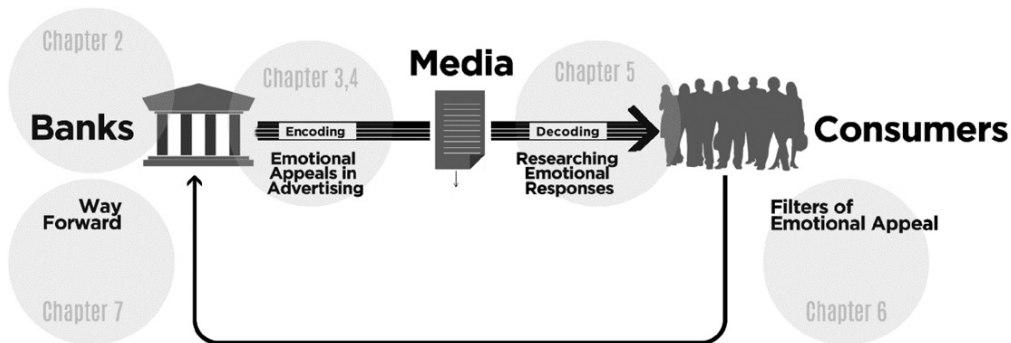 Chapter 2
Banks
Chapter 3,4
Encoding
Emotional
Appeals in
Advertising
Media
Chapter 5
Decoding
Researching
Emotional
Responses
Consumers
Way
Forward
Chapter 7
Filters of
Emotional Appeal
Chapter 6